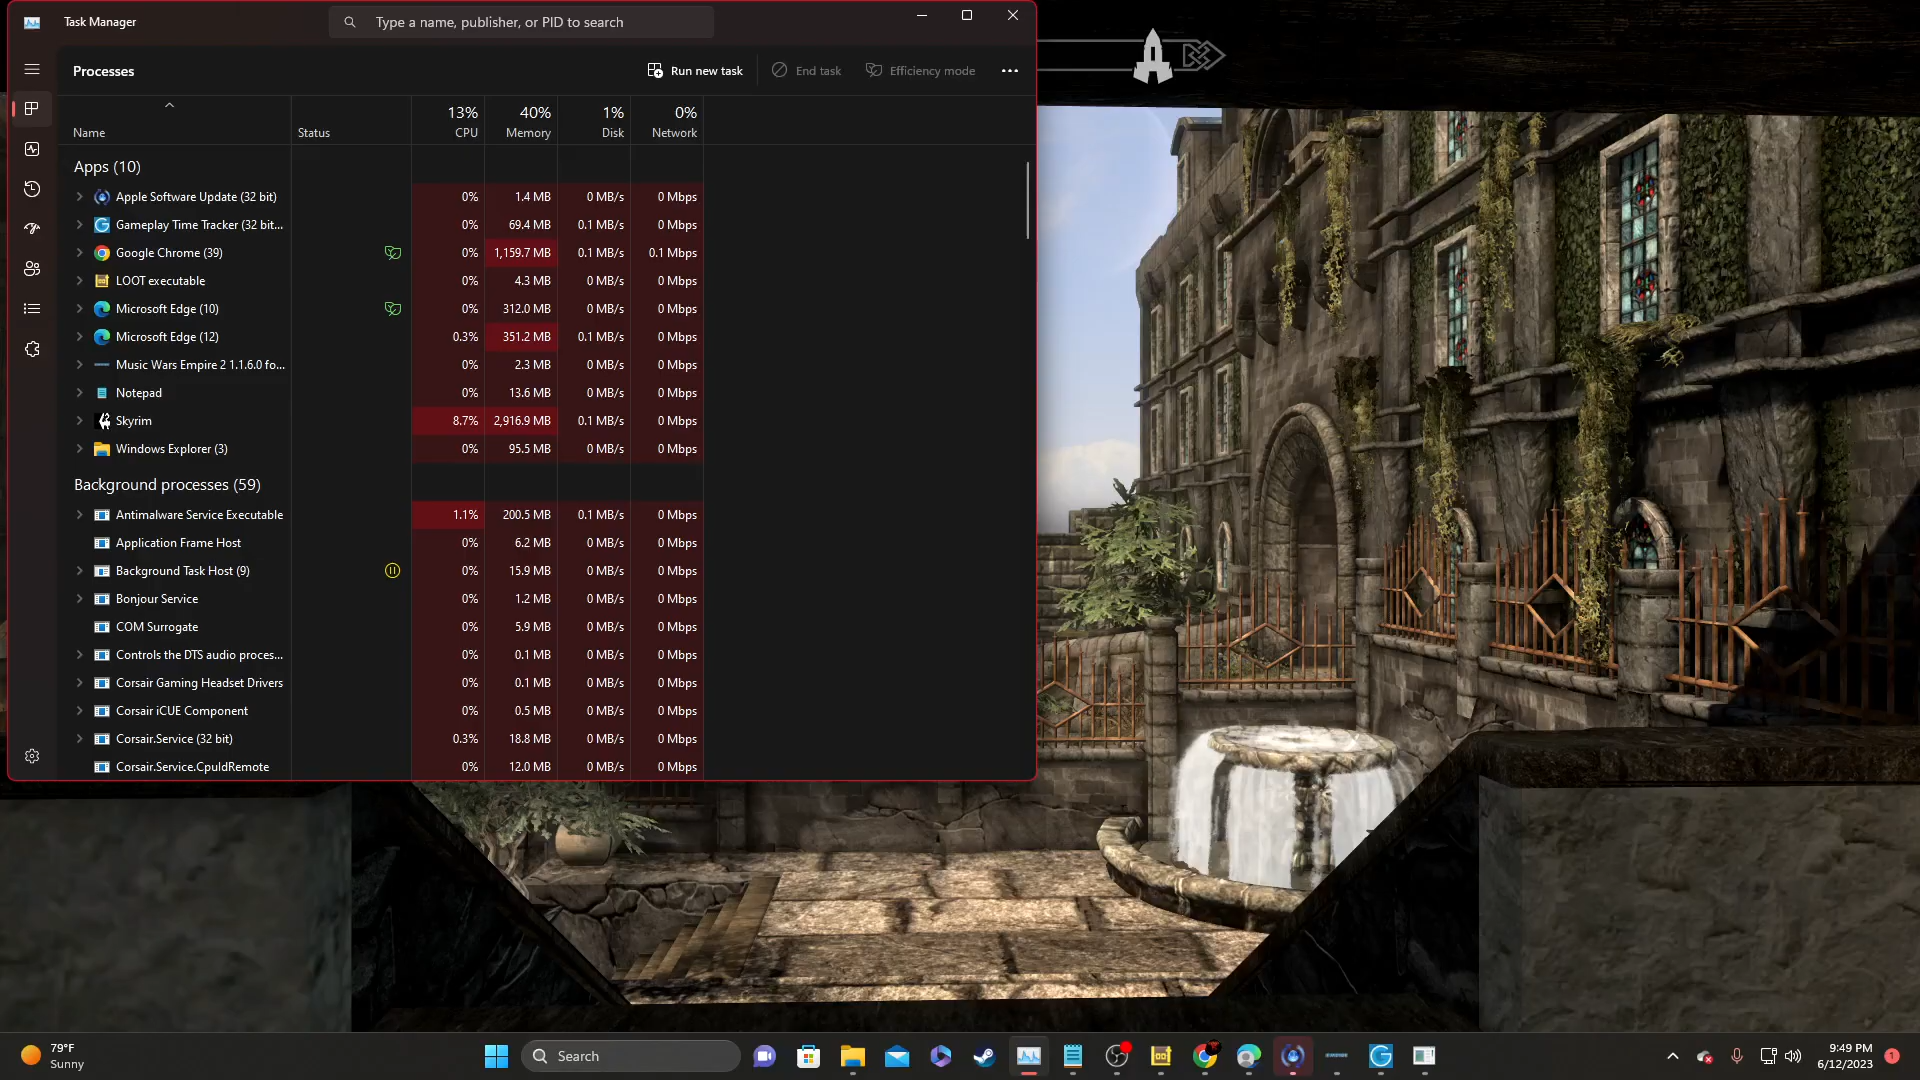 Task Manager
Type a name, publisher, or PID to search
Processes
Run new task
End task
Efficiency mode
13% 40% 1% 0%
Name Status CPU Memory Disk Network
Apps (10)
Apple Software Update (32 bit) 0% 1.4 MB 0 MB/s 0 Mbps
Gameplay Time Tracker (32 bit... 0% 69.4 MB 0.1 MB/s 0 Mbps
Google Chrome (39) 0% 1,159.7 MB 0.1 MB/s 0.1 Mbps
LOOT executable 0% 4.3 MB 0 MB/s 0 Mbps
Microsoft Edge (10) 0% 312.0 MB 0 MB/s 0 Mbps
Microsoft Edge (12) 0.3% 351.2 MB 0.1 MB/s 0 Mbps
Music Wars Empire 2 1.1.6.0 fo... 0% 2.3 MB 0 MB/s 0 Mbps
Notepad 0% 13.6 MB 0 MB/s 0 Mbps
Skyrim 8.7% 2,916.9 MB 0.1 MB/s 0 Mbps
Windows Explorer (3) 0% 95.5 MB 0 MB/s 0 Mbps
Background processes (59)
Antimalware Service Executable 1.1% 200.5 MB 0.1 MB/s 0 Mbps
Application Frame Host 0% 6.2 MB 0 MB/s 0 Mbps
Background Task Host (9) 0% 15.9 MB 0 MB/s 0 Mbps
Bonjour Service 0% 1.2 MB 0 MB/s 0 Mbps
COM Surrogate 0% 5.9 MB 0 MB/s 0 Mbps
Controls the DTS audio proces... 0% 0.1 MB 0 MB/s 0 Mbps
Corsair Gaming Headset Drivers 0% 0.1 MB 0 MB/s 0 Mbps
Corsair iCUE Component 0% 0.5 MB 0 MB/s 0 Mbps
Corsair.Service (32 bit) 0.3% 18.8 MB 0 MB/s 0 Mbps
Corsair.Service.CpuIdRemote 0% 12.0 MB 0 MB/s 0 Mbps
79°F
Sunny
Search
9:49 PM
6/12/2023
1